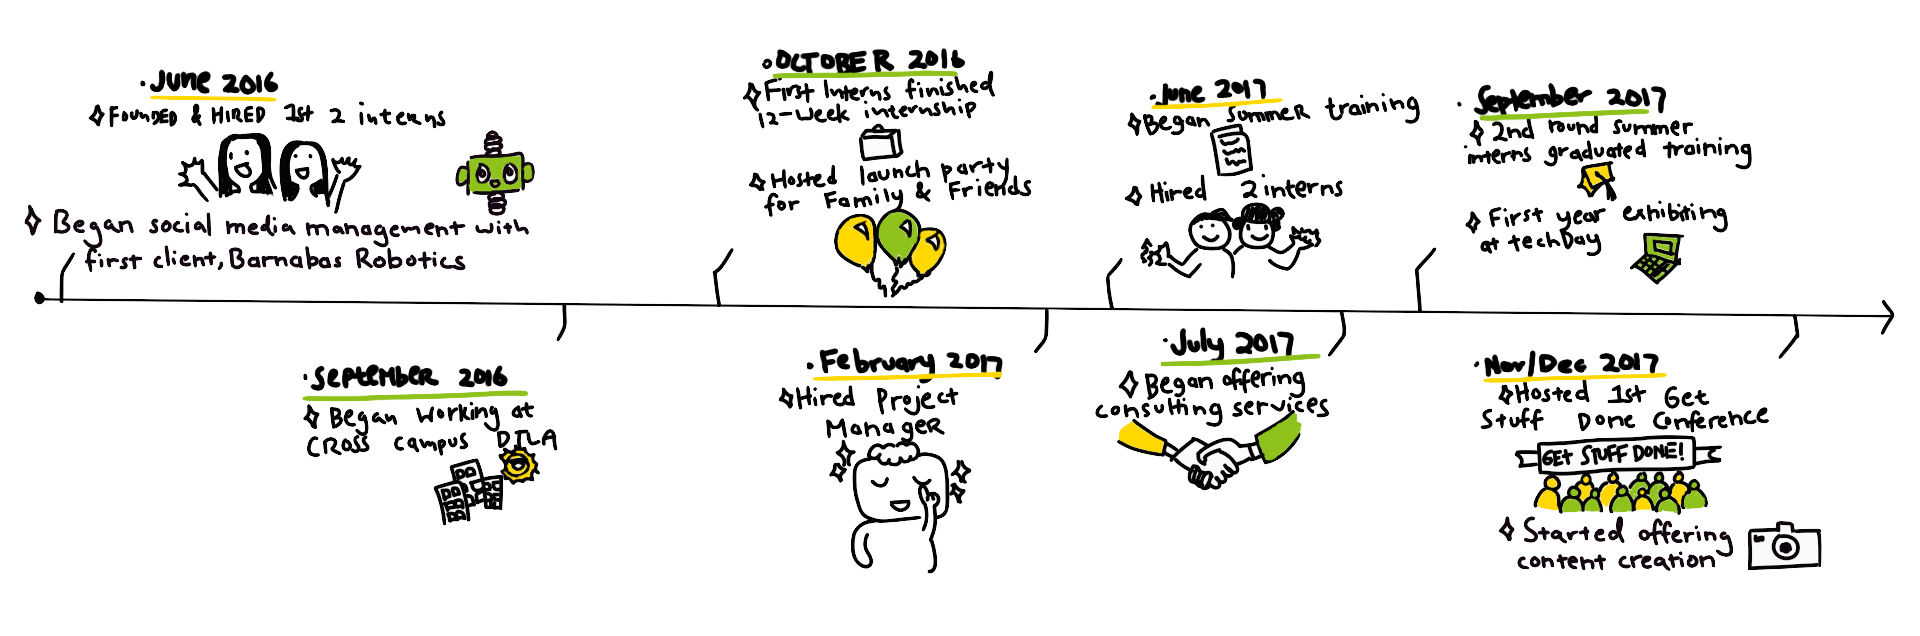 ·June 2016
Founded & Hired 1st 2 interns
Began social media management with
first client, Barnabas Robotics
·September 2016
Began working at
Cross campus DTLA
·October 2016
First Interns finished
12-week internship
Hosted launch party
for Family & Friends
·February 2017
Hired Project
Manager
·June 2017
Began summer training
Hired 2 interns
·July 2017
Began offering
consulting services
·September 2017
2nd round summer
interns graduated training
First year exhibiting
at techDay
·Nov/Dec 2017
Hosted 1st Get
Stuff Done Conference
GET STUFF DONE!
Started offering
content creation